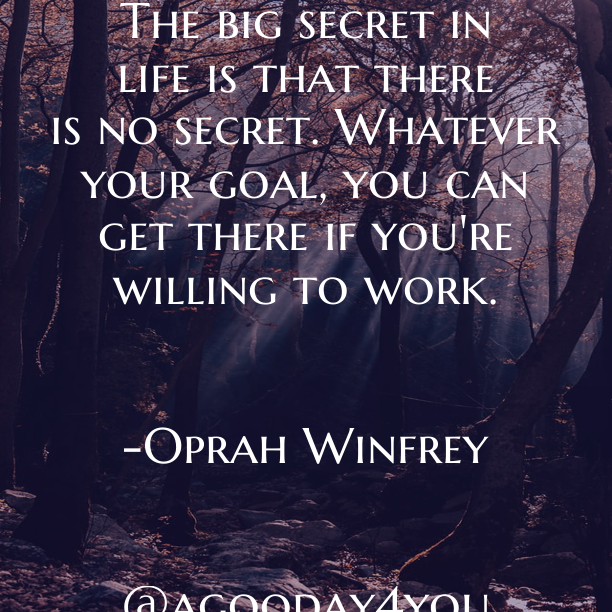 The big secret in
life is that there
is no secret. Whatever
your goal, you can
get there if you're
willing to work.
-Oprah Winfrey
@agooday4you